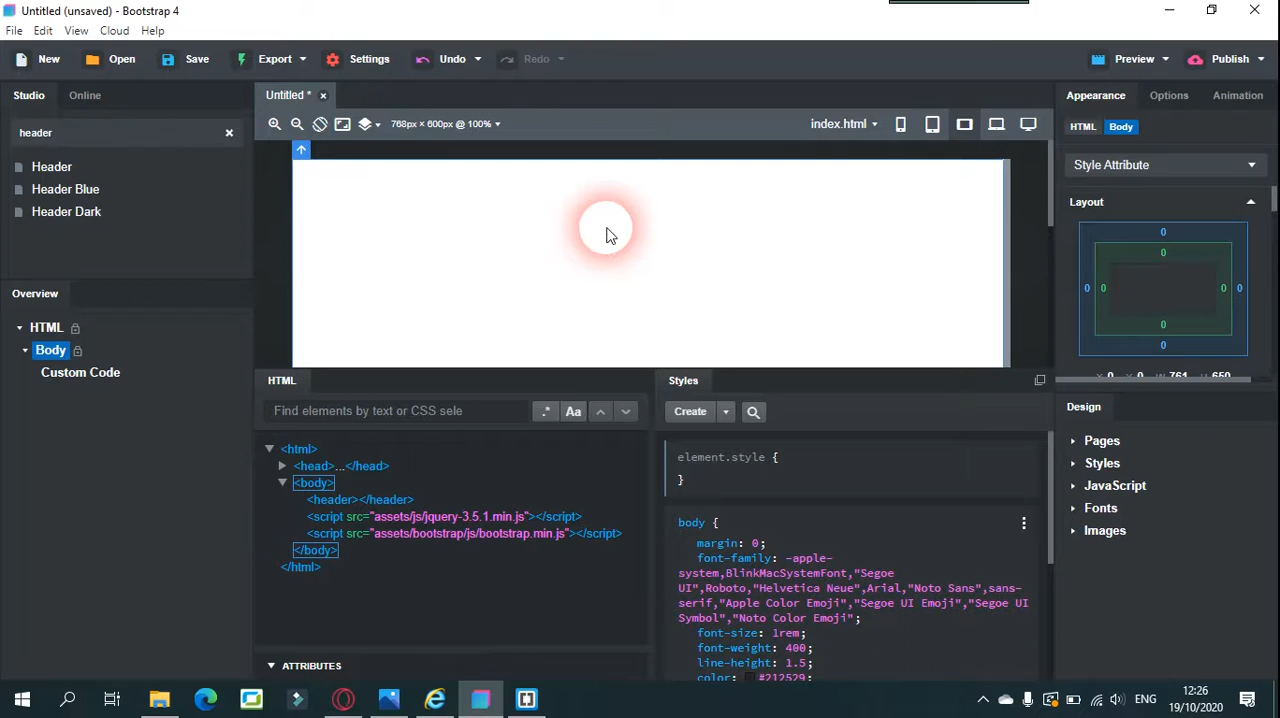 Untitled (unsaved) - Bootstrap 4
File Edit View Cloud Help
New Open Save Export Settings Undo Redo Preview Publish
Studio Online
header
Header
Header Blue
Header Dark
Overview
HTML
Body
Custom Code
Untitled *
768px × 600px @ 100%
index.html
HTML
Find elements by text or CSS sele
.* Aa
<html>
<head>...</head>
<body>
<header></header>
<script src="assets/js/jquery-3.5.1.min.js"></script>
<script src="assets/bootstrap/js/bootstrap.min.js"></script>
</body>
</html>
ATTRIBUTES
Styles
Create
element.style {
}
body {
margin: 0;
font-family: -apple-
system,BlinkMacSystemFont,"Segoe
UI",Roboto,"Helvetica Neue",Arial,"Noto Sans",sans-
serif,"Apple Color Emoji","Segoe UI Emoji","Segoe UI
Symbol","Noto Color Emoji";
font-size: 1rem;
font-weight: 400;
line-height: 1.5;
color: #212529;
Appearance Options Animation
HTML Body
Style Attribute
Layout
0
0
0 0 0 0
0
0
X 0 Y 0 W 761 H 650
Design
Pages
Styles
JavaScript
Fonts
Images
ENG
12:26
19/10/2020